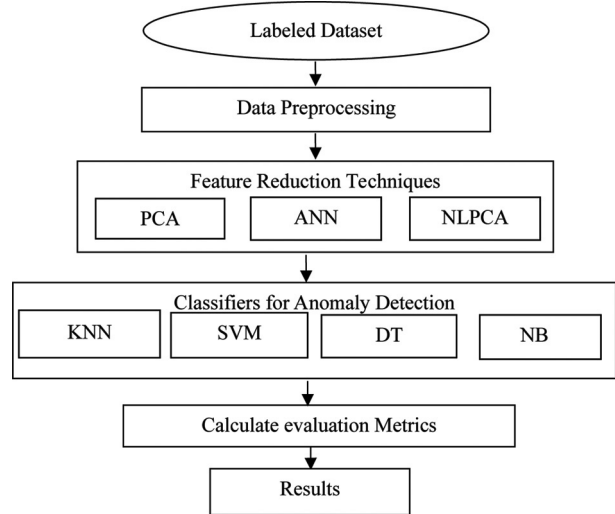 Labeled Dataset
Data Preprocessing
Feature Reduction Techniques
PCA
ANN
NLPCA
Classifiers for Anomaly Detection
KNN
SVM
DT
NB
Calculate evaluation Metrics
Results